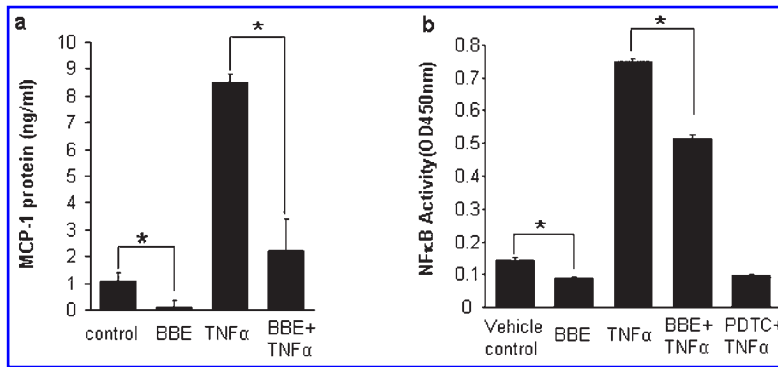 a
MCP-1 protein (ng/ml)
10
9
8
7
6
5
4
3
2
1
0
*
*
control BBE TNFα BBE+
TNFα
b
NFκB Activity (OD450nm)
0.8
0.7
0.6
0.5
0.4
0.3
0.2
0.1
0
*
*
Vehicle
control
BBE
TNFα
BBE+
TNFα
PDTC+
TNFα